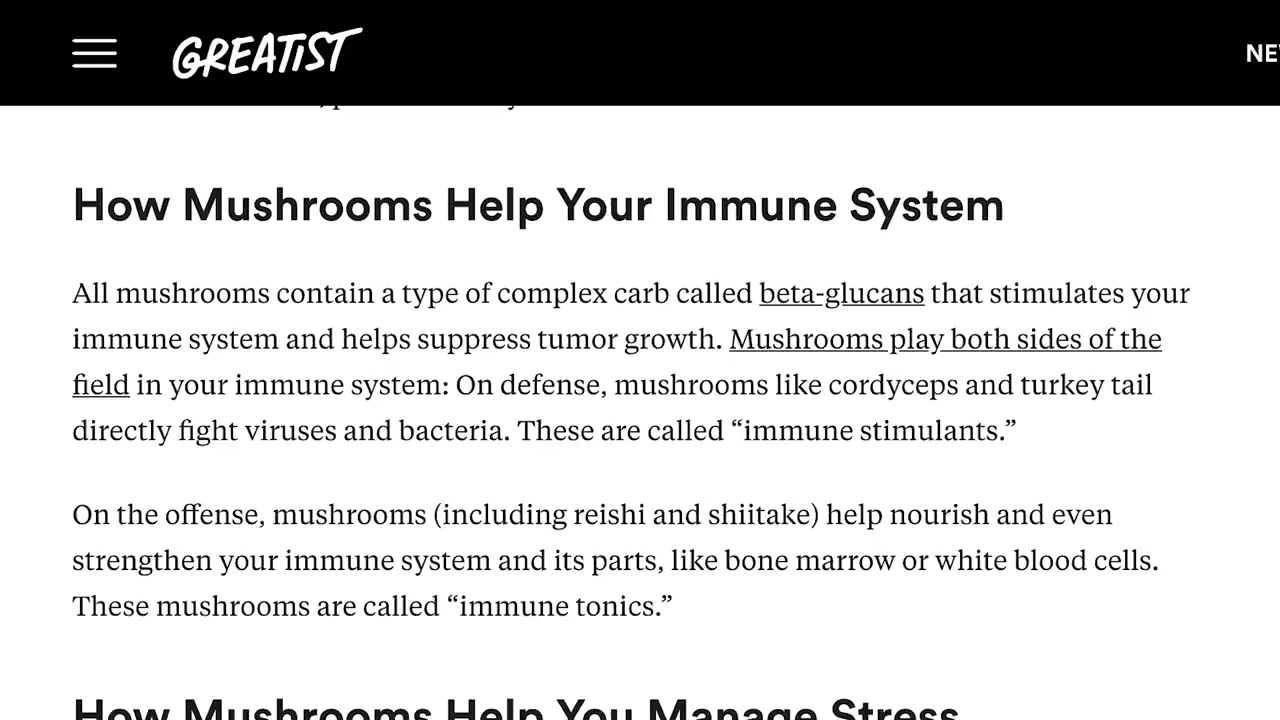 GREATIST
How Mushrooms Help Your Immune System
All mushrooms contain a type of complex carb called beta-glucans that stimulates your
immune system and helps suppress tumor growth. Mushrooms play both sides of the
field in your immune system: On defense, mushrooms like cordyceps and turkey tail
directly fight viruses and bacteria. These are called “immune stimulants.”
On the offense, mushrooms (including reishi and shiitake) help nourish and even
strengthen your immune system and its parts, like bone marrow or white blood cells.
These mushrooms are called “immune tonics.”
How Mushrooms Help You Manage Stress